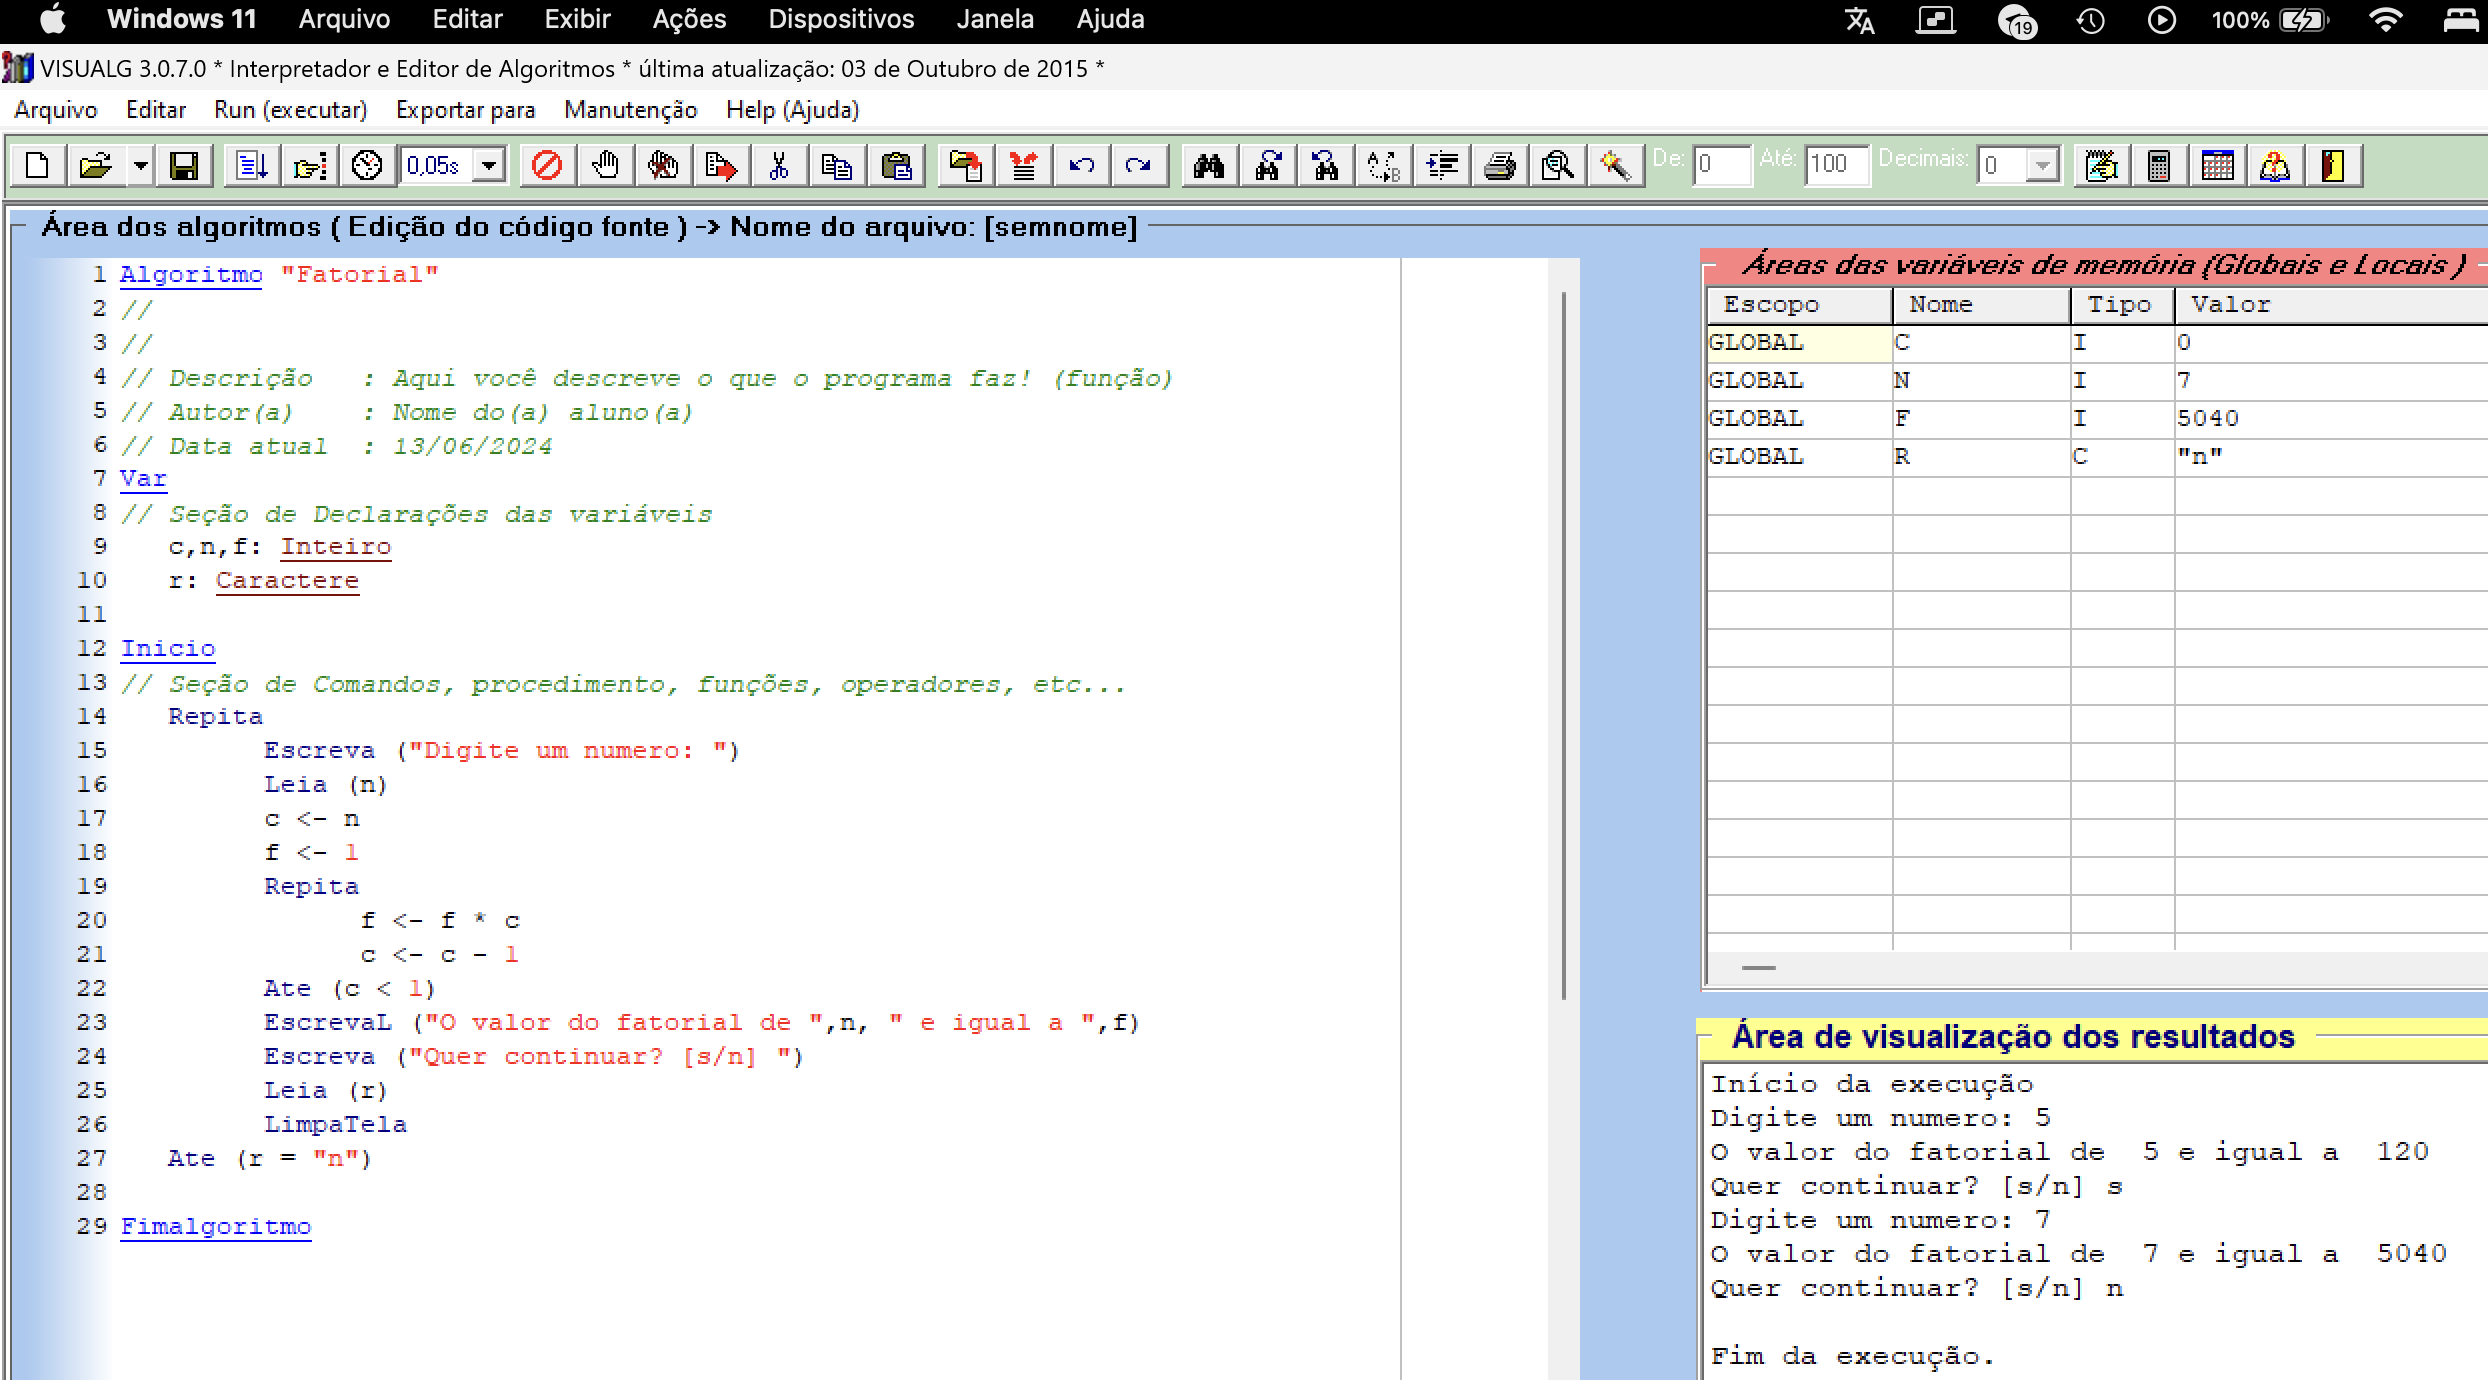 Windows 11 Arquivo Editar Exibir Ações Dispositivos Janela Ajuda 19 100%
VISUALG 3.0.7.0 * Interpretador e Editor de Algoritmos * última atualização: 03 de Outubro de 2015 *
Arquivo Editar Run (executar) Exportar para Manutenção Help (Ajuda)
0,05s De: 0 Até: 100 Decimais: 0
Área dos algoritmos ( Edição do código fonte ) -> Nome do arquivo: [semnome]
1 Algoritmo "Fatorial"
2 //
3 //
4 // Descrição   : Aqui você descreve o que o programa faz! (função)
5 // Autor(a)    : Nome do(a) aluno(a)
6 // Data atual  : 13/06/2024
7 Var
8 // Seção de Declarações das variáveis
9    c,n,f: Inteiro
10    r: Caractere
11
12 Inicio
13 // Seção de Comandos, procedimento, funções, operadores, etc...
14    Repita
15          Escreva ("Digite um numero: ")
16          Leia (n)
17          c <- n
18          f <- 1
19          Repita
20                f <- f * c
21                c <- c - 1
22          Ate (c < 1)
23          EscrevaL ("O valor do fatorial de ",n, " e igual a ",f)
24          Escreva ("Quer continuar? [s/n] ")
25          Leia (r)
26          LimpaTela
27    Ate (r = "n")
28
29 Fimalgoritmo
Áreas das variáveis de memória (Globais e Locais )
Escopo Nome Tipo Valor
GLOBAL C I 0
GLOBAL N I 7
GLOBAL F I 5040
GLOBAL R C "n"
Área de visualização dos resultados
Início da execução
Digite um numero: 5
O valor do fatorial de  5 e igual a  120
Quer continuar? [s/n] s
Digite um numero: 7
O valor do fatorial de  7 e igual a  5040
Quer continuar? [s/n] n
Fim da execução.